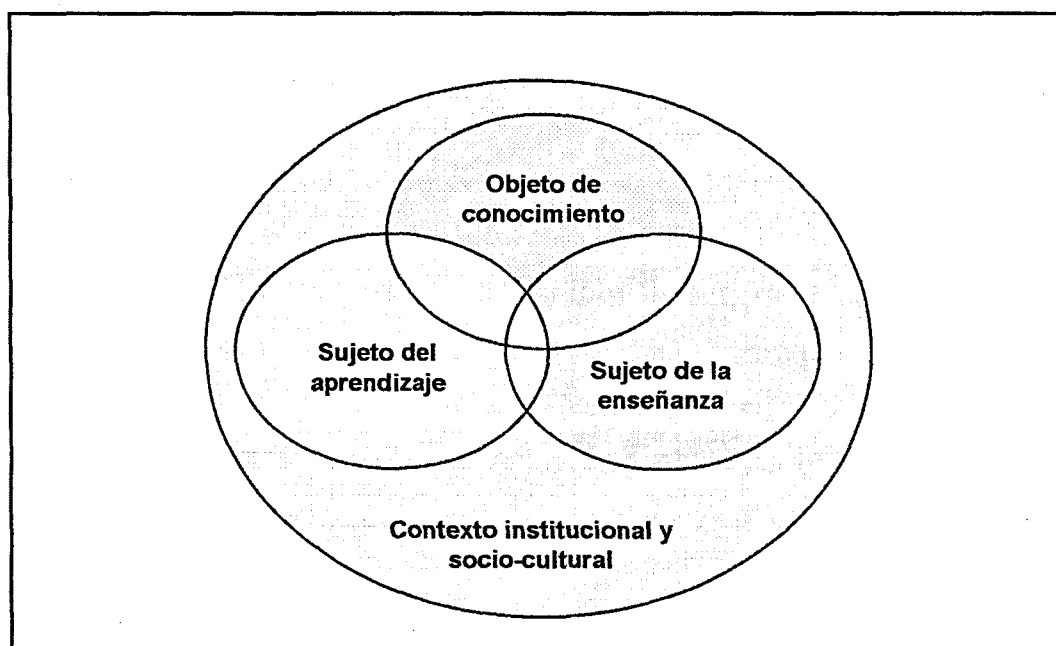 Objeto de
conocimiento
Sujeto del
aprendizaje
Sujeto de la
enseñanza
Contexto institucional y
socio-cultural